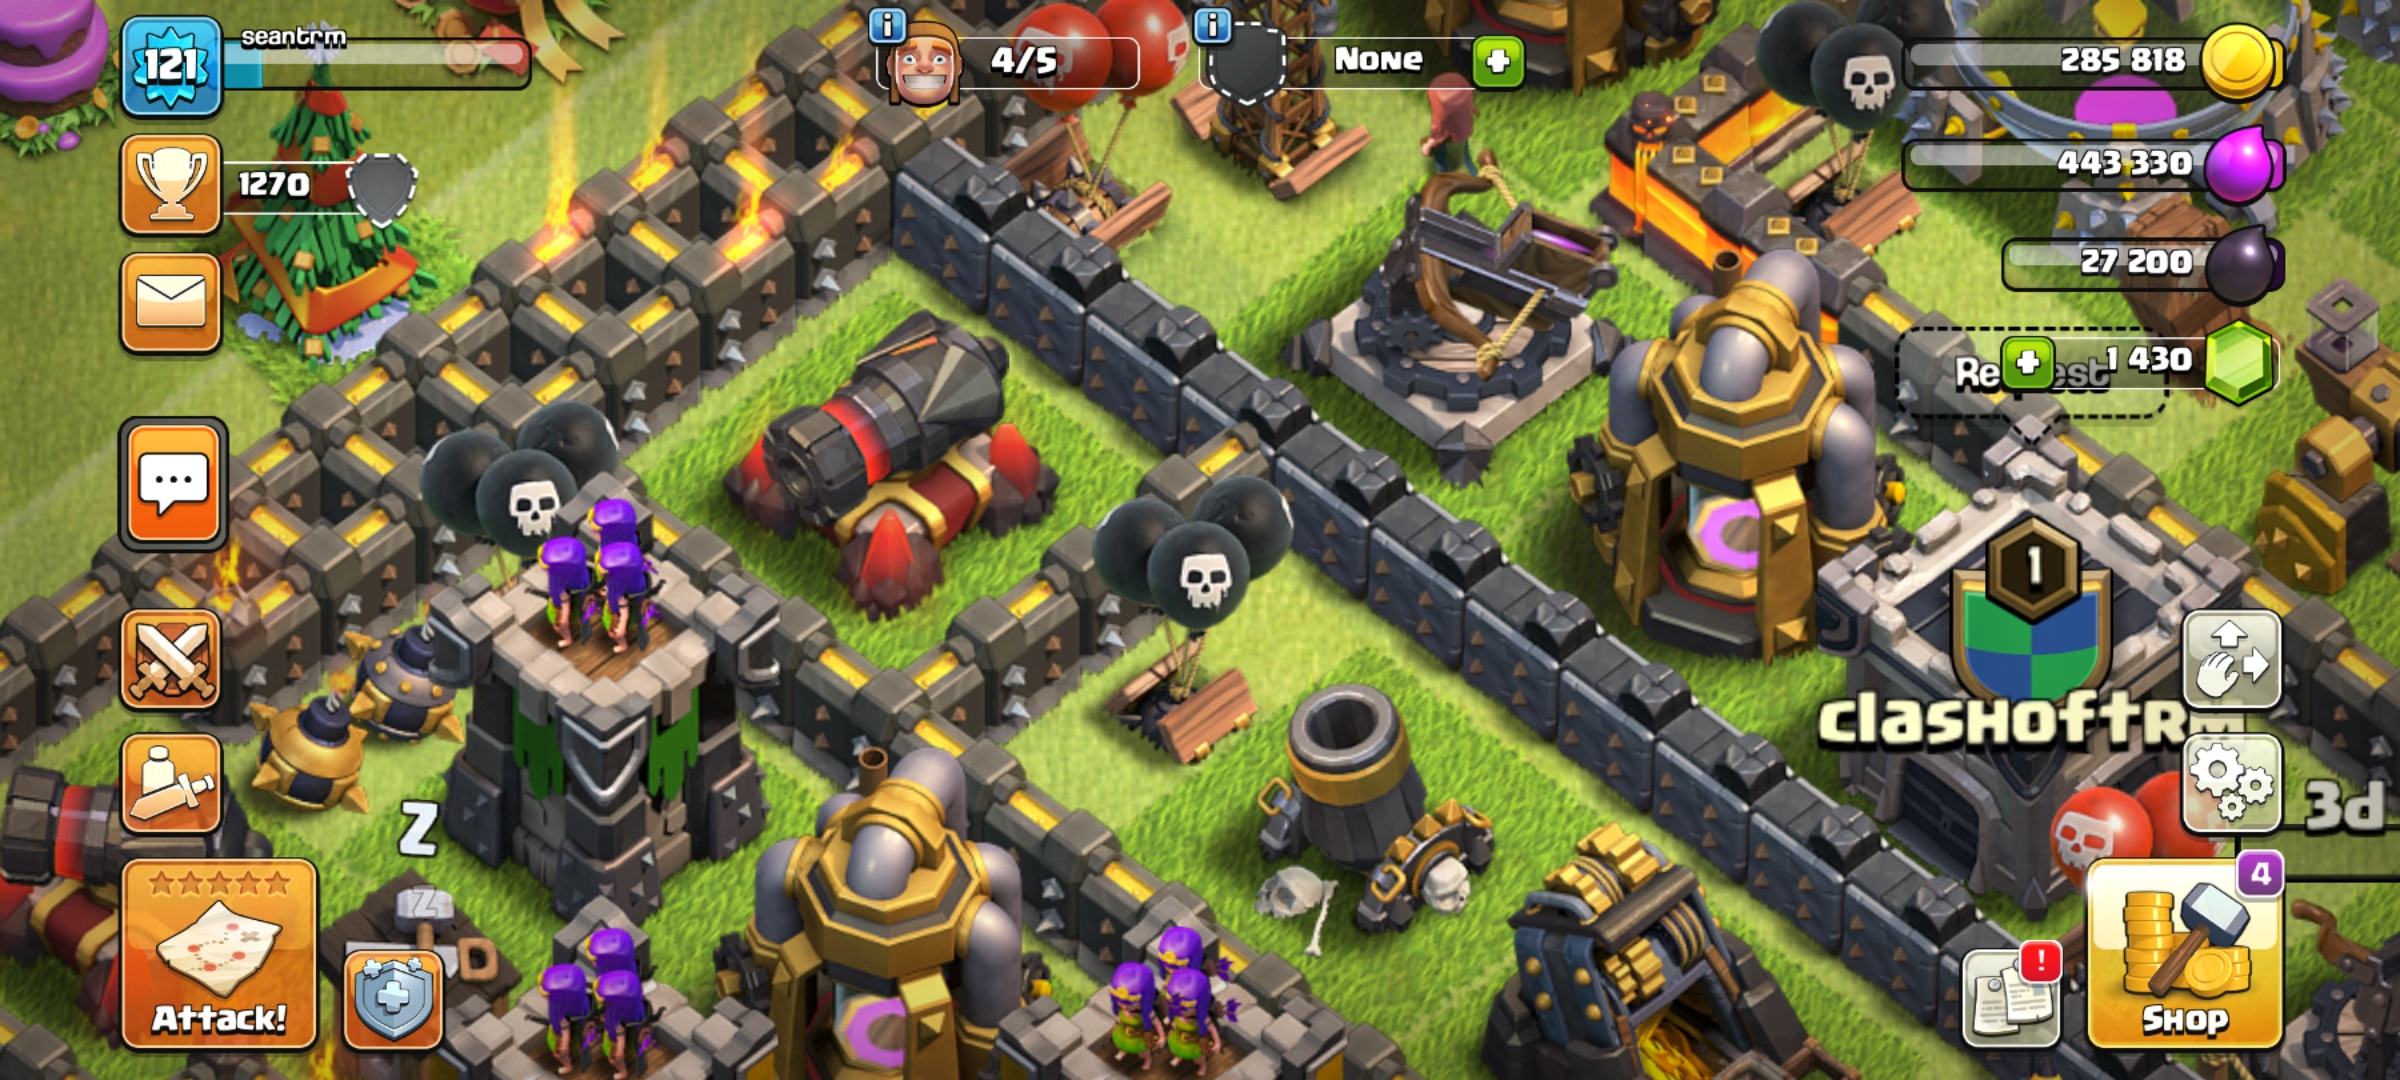 121
seantrm
4/5
None
285 818
1270
443 330
27 200
1 430
1
clashoftRm
3d
Z
Z
4
!
Attack!
Shop